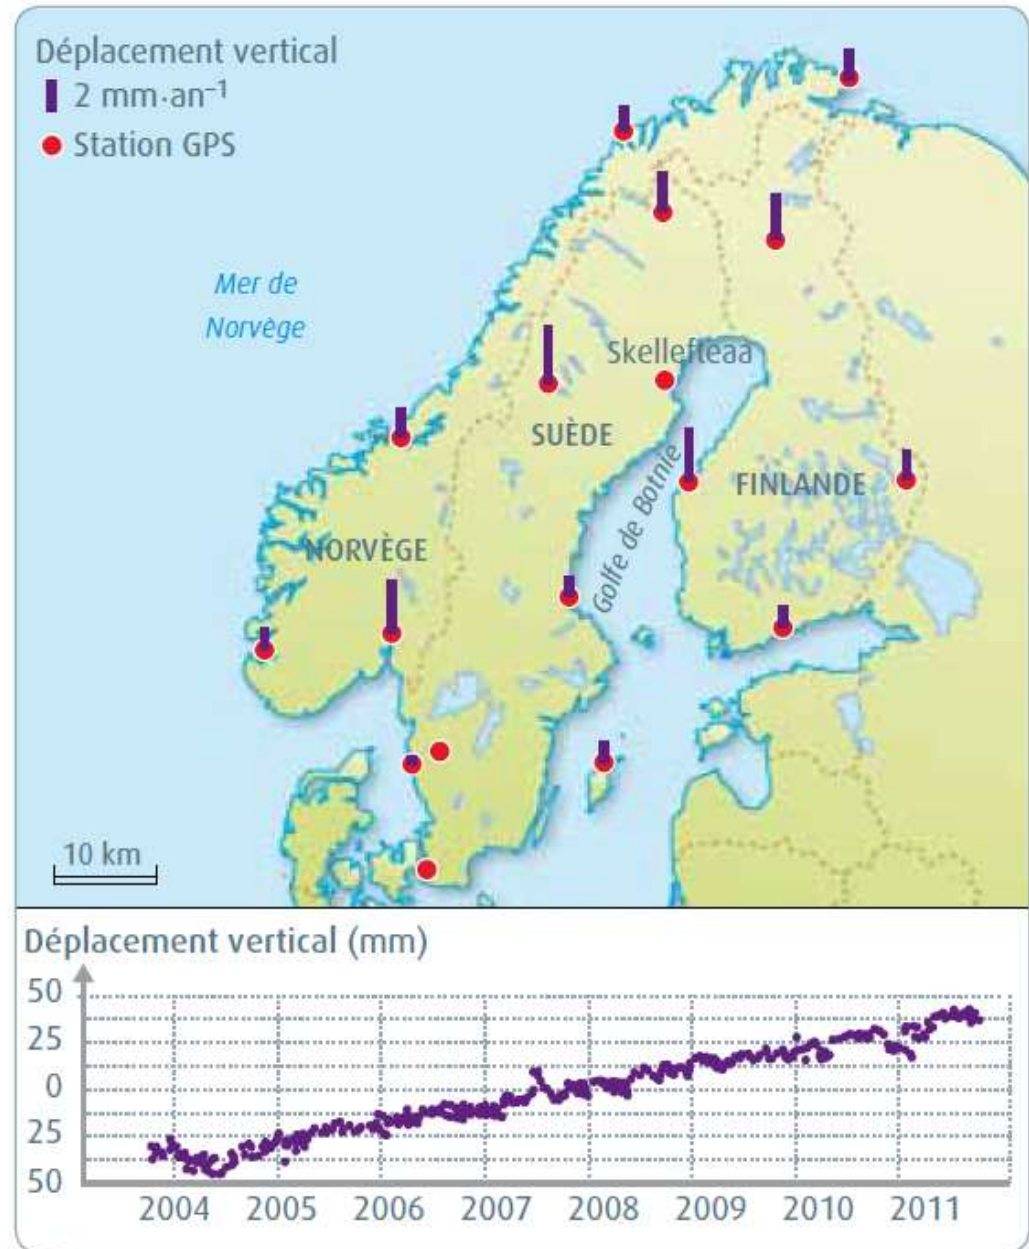 Déplacement vertical
2 mm·an⁻¹
Station GPS
Mer de
Norvège
Skellefteaa
SUÈDE
Golfe de Botnie
FINLANDE
NORVÈGE
10 km
Déplacement vertical (mm)
50
25
0
25
50
2004 2005 2006 2007 2008 2009 2010 2011